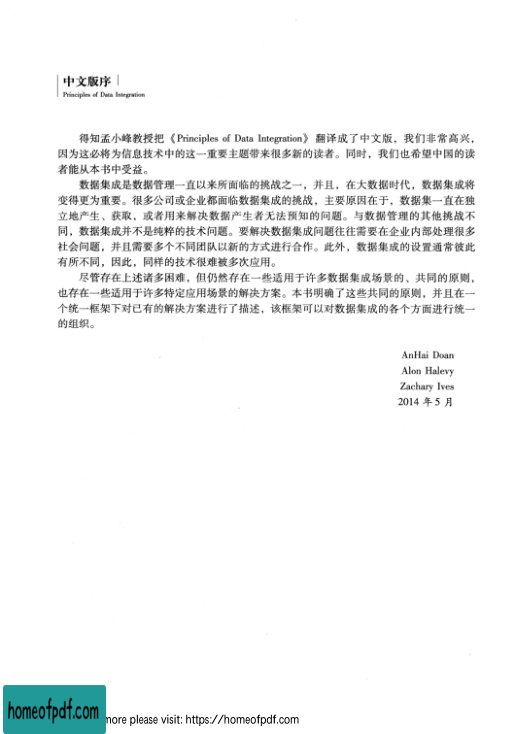 中文版序
Principles of Data Integration
得知孟小峰教授把《Principles of Data Integration》翻译成了中文版，我们非常高兴，
因为这必将为信息技术中的这一重要主题带来很多新的读者。同时，我们也希望中国的读
者能从本书中受益。
数据集成是数据管理一直以来所面临的挑战之一，并且，在大数据时代，数据集成将
变得更为重要。很多公司或企业都面临数据集成的挑战，主要原因在于，数据集一直在独
立地产生、获取，或者用来解决数据产生者无法预知的问题。与数据管理的其他挑战不
同，数据集成并不是纯粹的技术问题。要解决数据集成问题往往需要在企业内部处理很多
社会问题，并且需要多个不同团队以新的方式进行合作。此外，数据集成的设置通常彼此
有所不同，因此，同样的技术很难被多次应用。
尽管存在上述诸多困难，但仍然存在一些适用于许多数据集成场景的、共同的原则，
也存在一些适用于许多特定应用场景的解决方案。本书明确了这些共同的原则，并且在一
个统一框架下对已有的解决方案进行了描述，该框架可以对数据集成的各个方面进行统一
的组织。
AnHai Doan
Alon Halevy
Zachary Ives
2014 年 5 月
homeofpdf.com
more please visit: https://homeofpdf.com